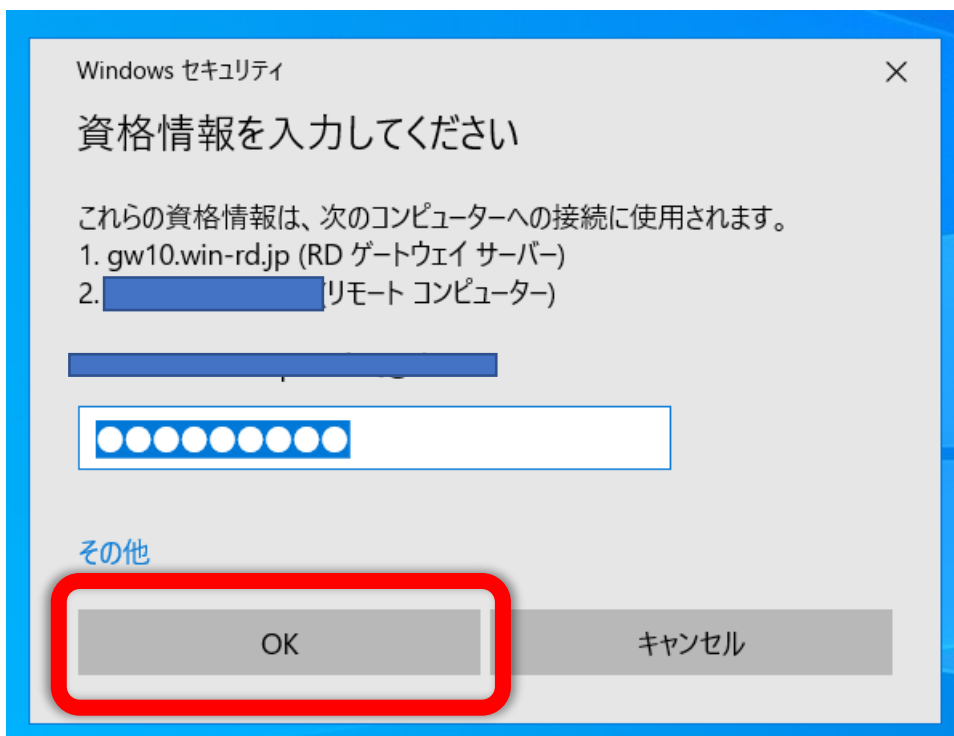 Windows セキュリティ
資格情報を入力してください
これらの資格情報は、次のコンピューターへの接続に使用されます。
1. gw10.win-rd.jp (RD ゲートウェイ サーバー)
2. (リモート コンピューター)
●●●●●●●●●
その他
OK
キャンセル